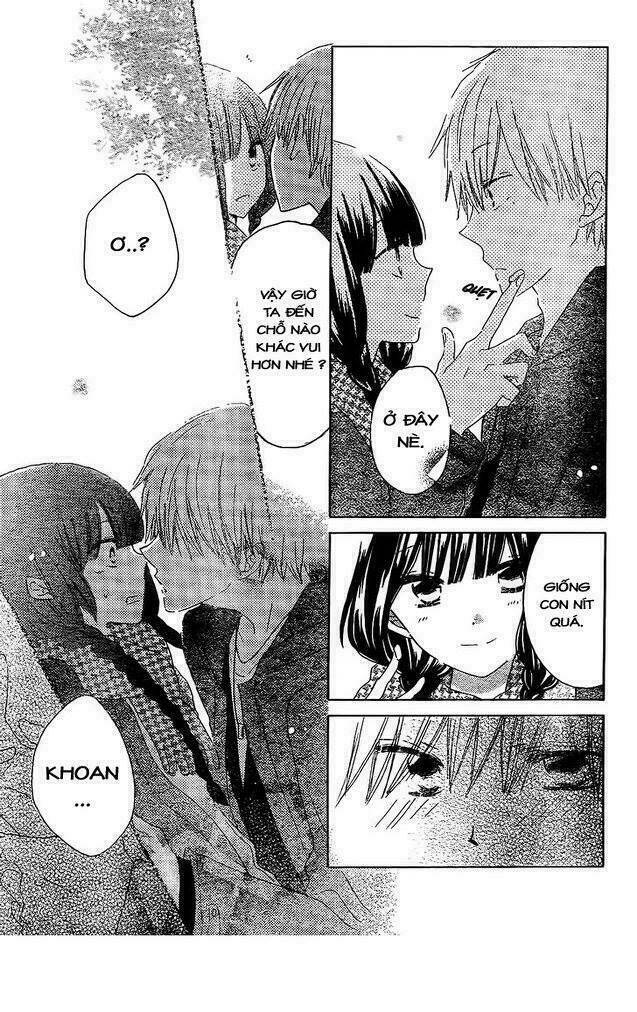 QUẸT
Ở ĐÂY
NÈ.
GIỐNG
CON NÍT
QUÁ.
VẬY GIỜ
TA ĐẾN
CHỖ NÀO
KHÁC VUI
HƠN NHÉ ?
Ơ..?
KHOAN
...